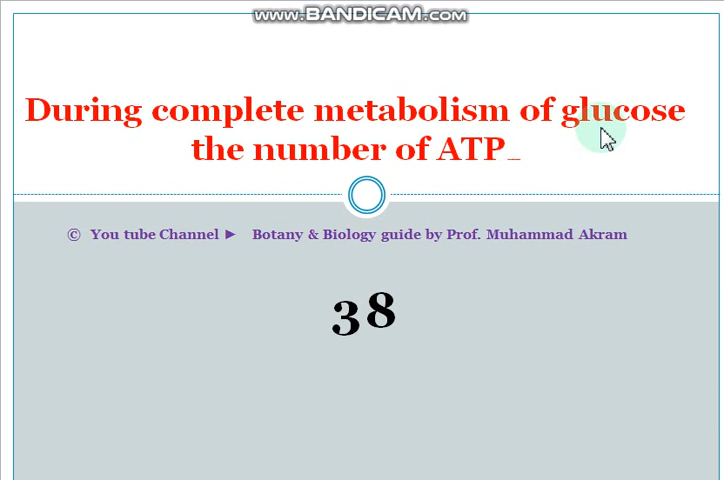 www.BANDICAM.com
During complete metabolism of glucose
the number of ATP_
© You tube Channel ► Botany & Biology guide by Prof. Muhammad Akram
38